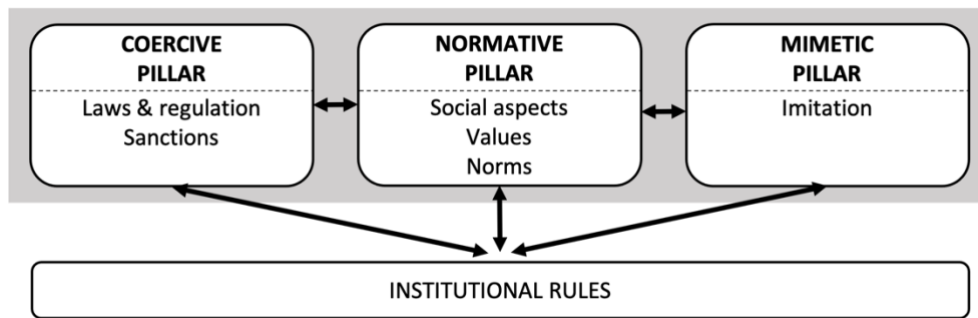 COERCIVE
PILLAR
Laws & regulation
Sanctions
NORMATIVE
PILLAR
Social aspects
Values
Norms
MIMETIC
PILLAR
Imitation
INSTITUTIONAL RULES